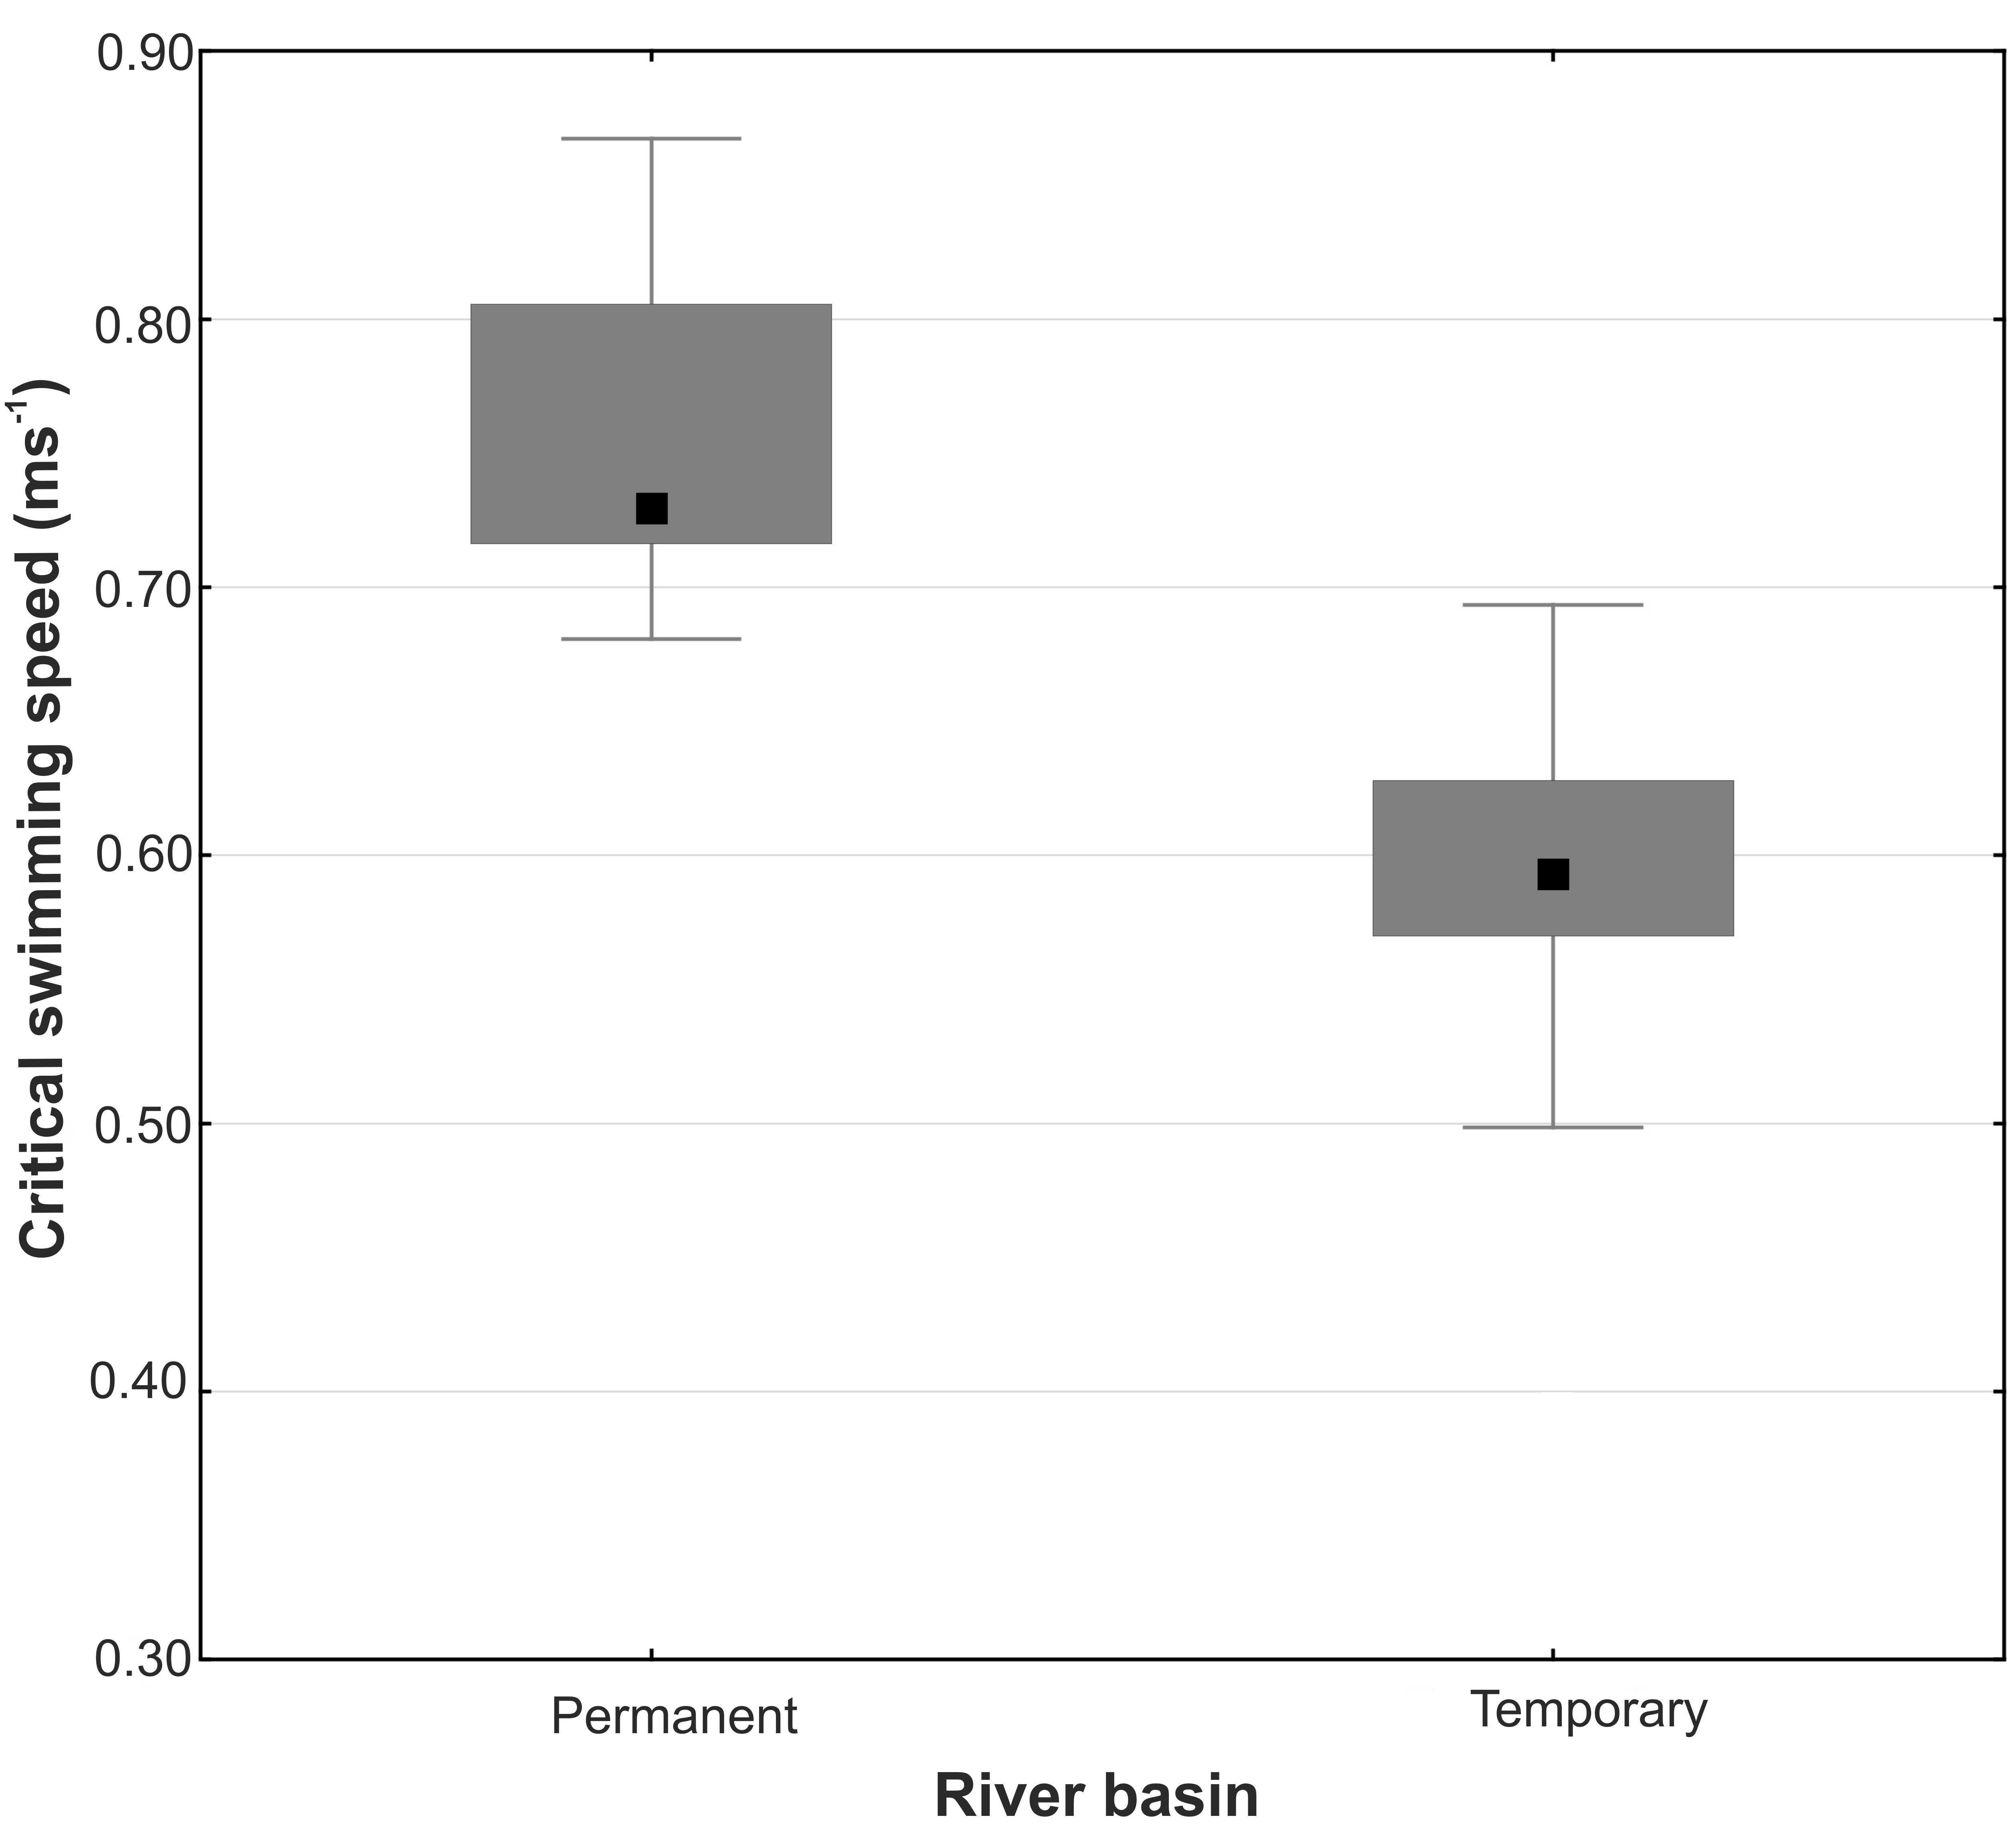 0.90
0.80
0.70
0.60
0.50
0.40
0.30
Critical swimming speed (ms-1)
Permanent
Temporary
River basin